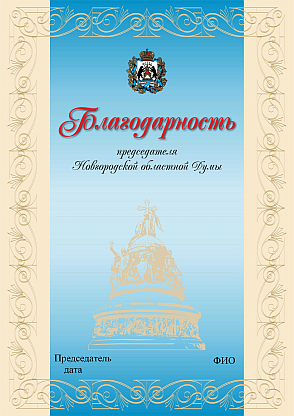 Благодарность
председателя
Новгородской областной Думы
Председатель ФИО
дата